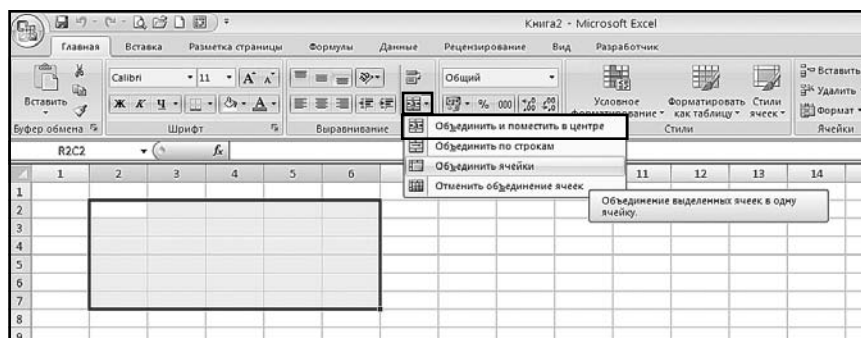 Книга2 - Microsoft Excel
Главная Вставка Разметка страницы Формулы Данные Рецензирование Вид Разработчик
Calibri 11 Общий Вставить
Вставить Ж К Ч % 000 Условное форматирование Форматировать как таблицу Стили ячеек Удалить
Формат
Буфер обмена Шрифт Выравнивание Стили Ячейки
Объединить и поместить в центре
Объединить по строкам
Объединить ячейки
Отменить объединение ячеек
Объединение выделенных ячеек в одну
ячейку.
R2C2 fx
1 2 3 4 5 6 11 12 13 14
1
2
3
4
5
6
7
8
9